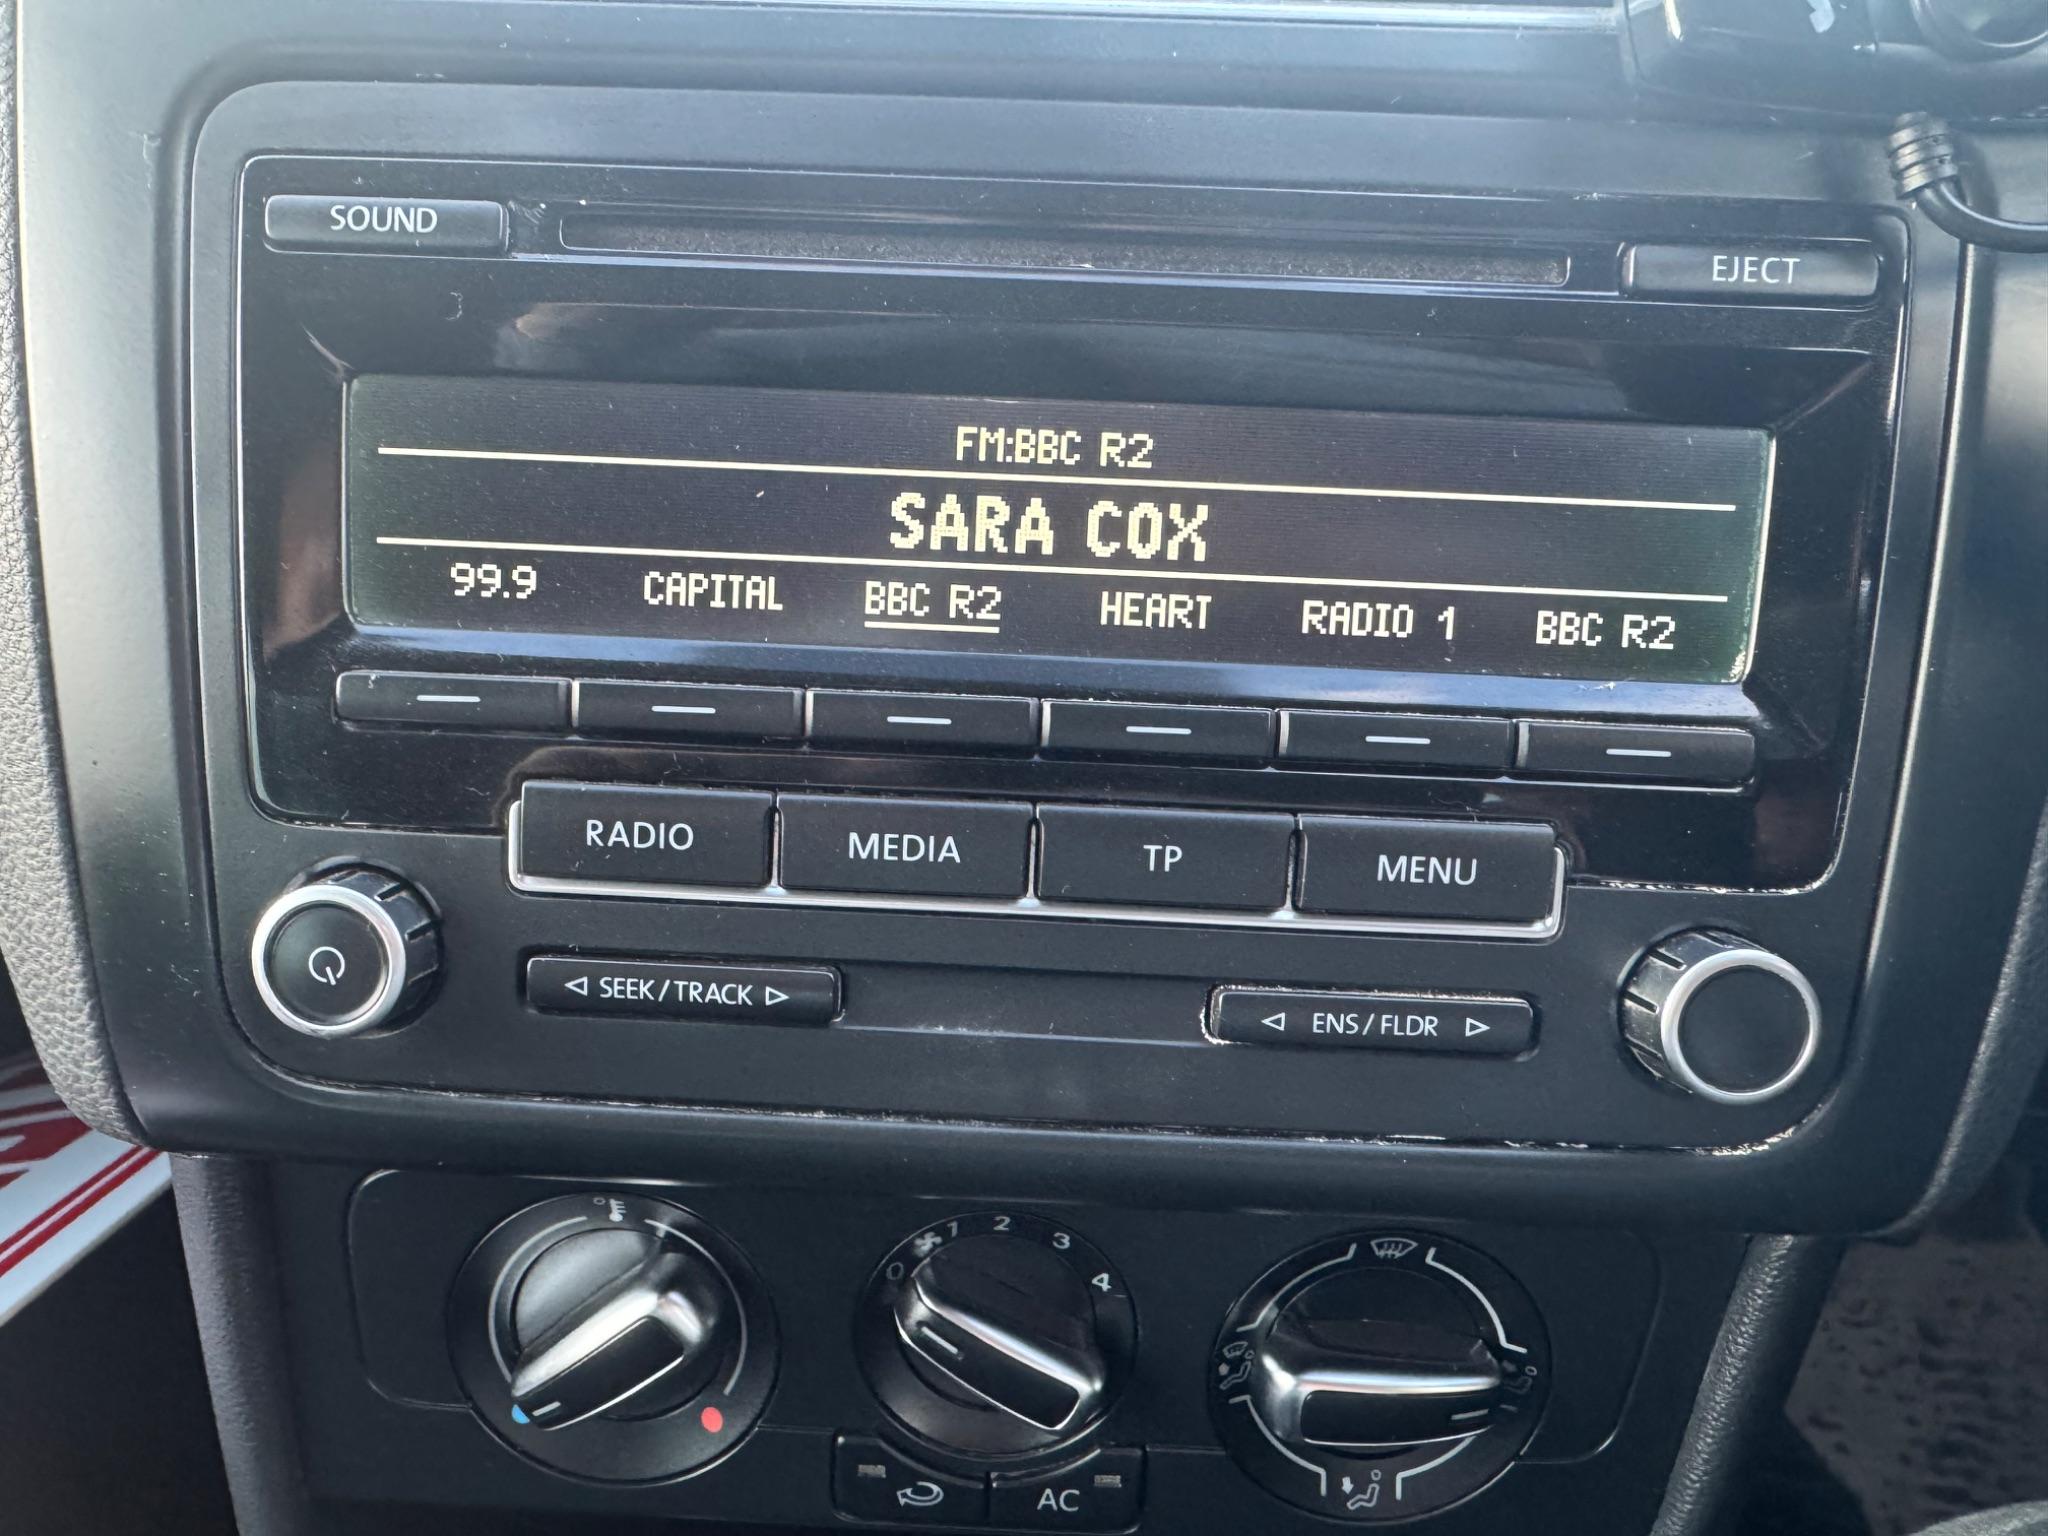 SOUND
EJECT
FM:BBC R2
SARA COX
99.9 CAPITAL BBC R2 HEART RADIO 1 BBC R2
RADIO MEDIA TP MENU
SEEK/TRACK
ENS/FLDR
0 1 2 3 4
AC